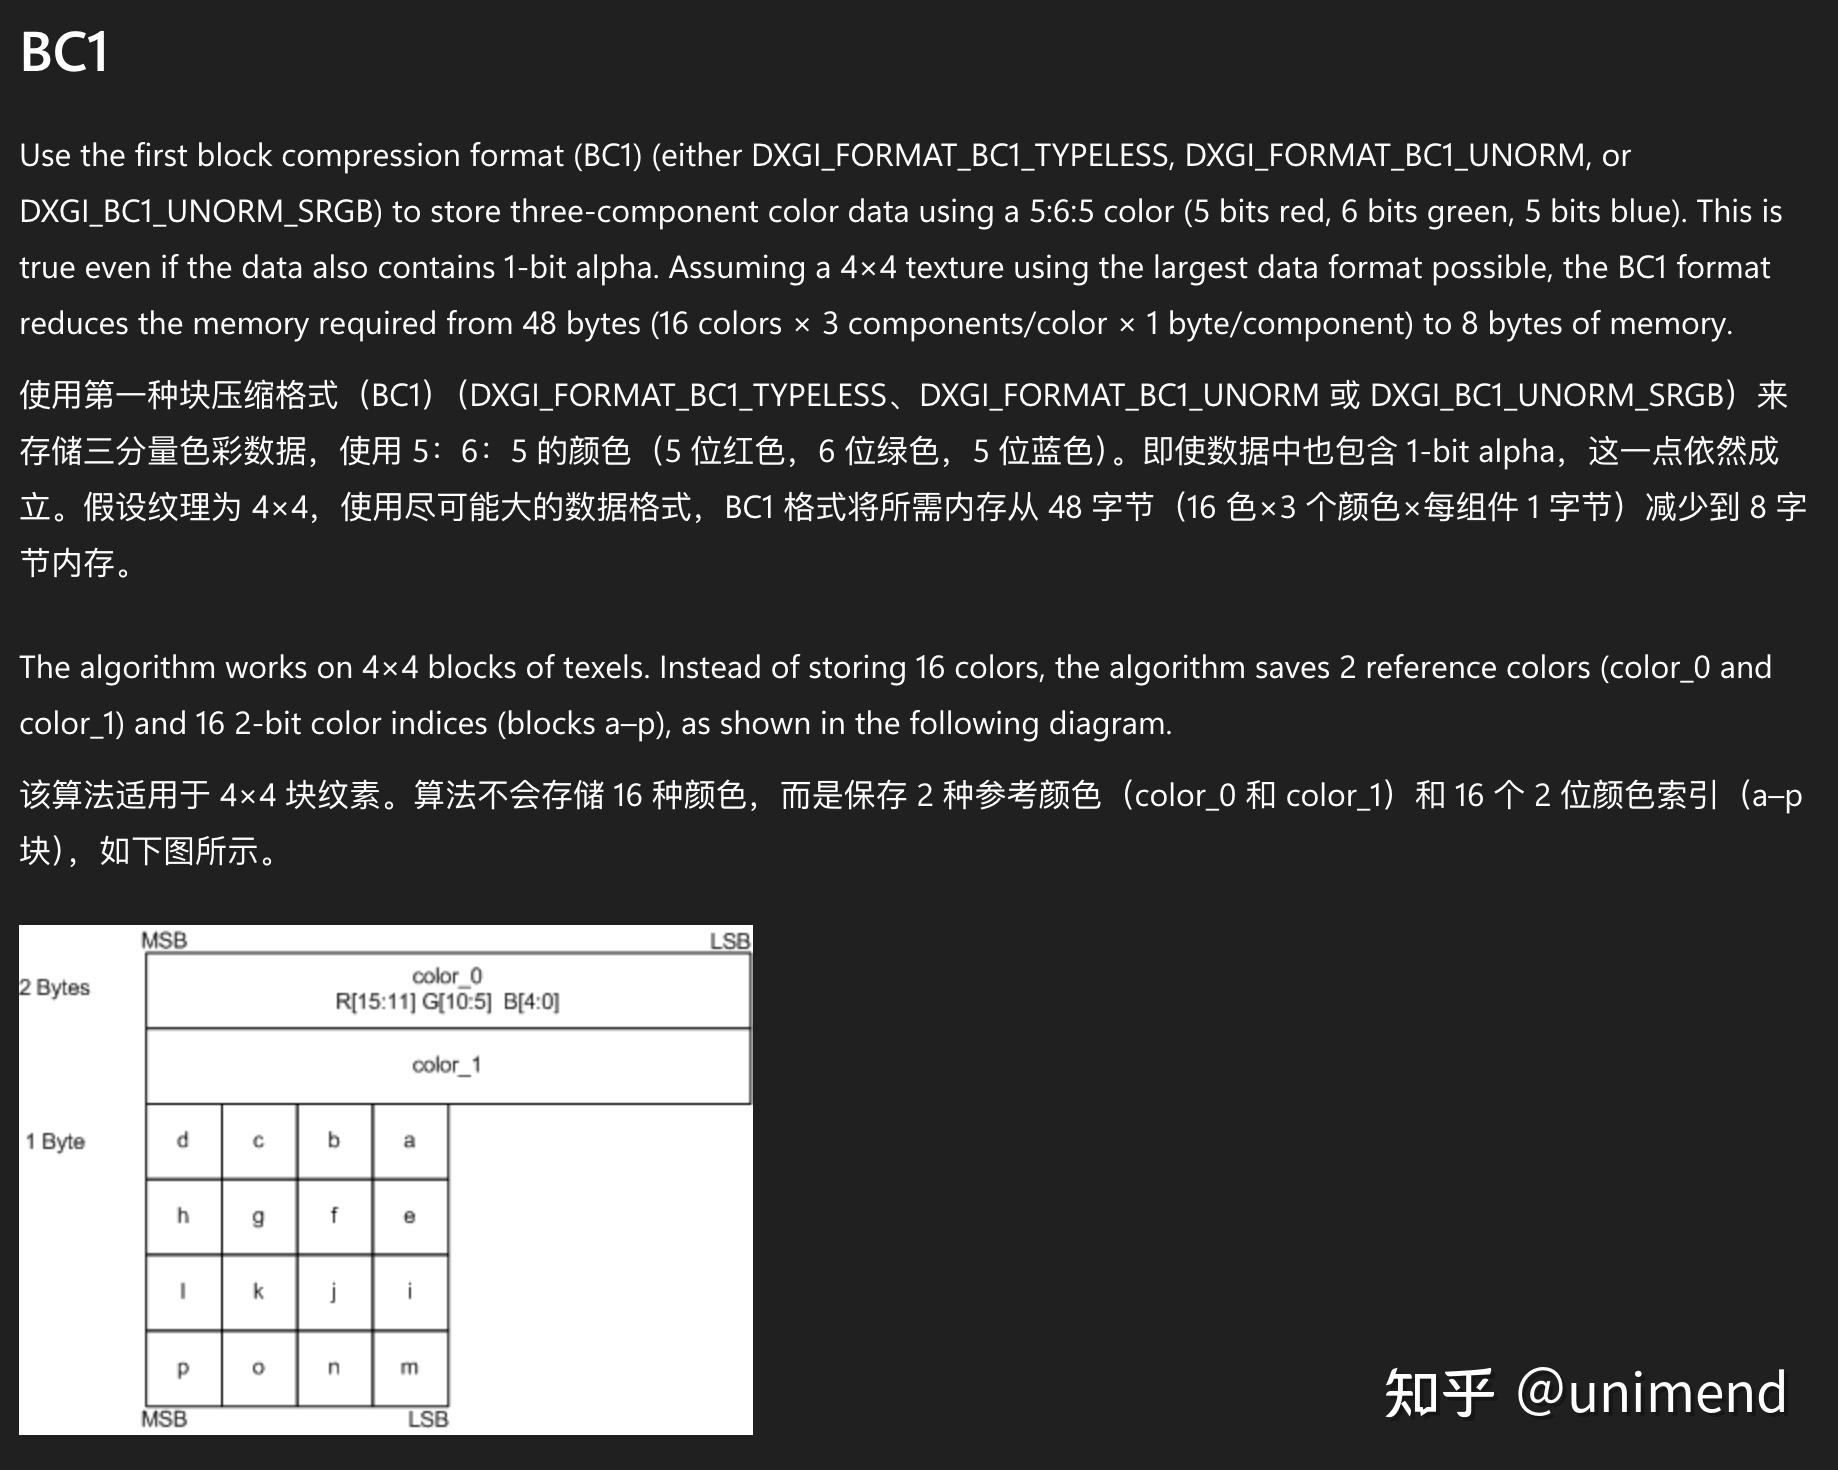 BC1
Use the first block compression format (BC1) (either DXGI_FORMAT_BC1_TYPELESS, DXGI_FORMAT_BC1_UNORM, or
DXGI_BC1_UNORM_SRGB) to store three-component color data using a 5:6:5 color (5 bits red, 6 bits green, 5 bits blue). This is
true even if the data also contains 1-bit alpha. Assuming a 4×4 texture using the largest data format possible, the BC1 format
reduces the memory required from 48 bytes (16 colors × 3 components/color × 1 byte/component) to 8 bytes of memory.
使用第一种块压缩格式（BC1）（DXGI_FORMAT_BC1_TYPELESS、DXGI_FORMAT_BC1_UNORM 或 DXGI_BC1_UNORM_SRGB）来
存储三分量色彩数据，使用 5：6：5 的颜色（5 位红色，6 位绿色，5 位蓝色）。即使数据中也包含 1-bit alpha，这一点依然成
立。假设纹理为 4×4，使用尽可能大的数据格式，BC1 格式将所需内存从 48 字节（16 色×3 个颜色×每组件 1 字节）减少到 8 字
节内存。
The algorithm works on 4×4 blocks of texels. Instead of storing 16 colors, the algorithm saves 2 reference colors (color_0 and
color_1) and 16 2-bit color indices (blocks a–p), as shown in the following diagram.
该算法适用于 4×4 块纹素。算法不会存储 16 种颜色，而是保存 2 种参考颜色（color_0 和 color_1）和 16 个 2 位颜色索引（a–p
块），如下图所示。
MSB LSB
2 Bytes color_0
R[15:11] G[10:5] B[4:0]
color_1
1 Byte d c b a
h g f e
l k j i
p o n m
MSB LSB
知乎 @unimend